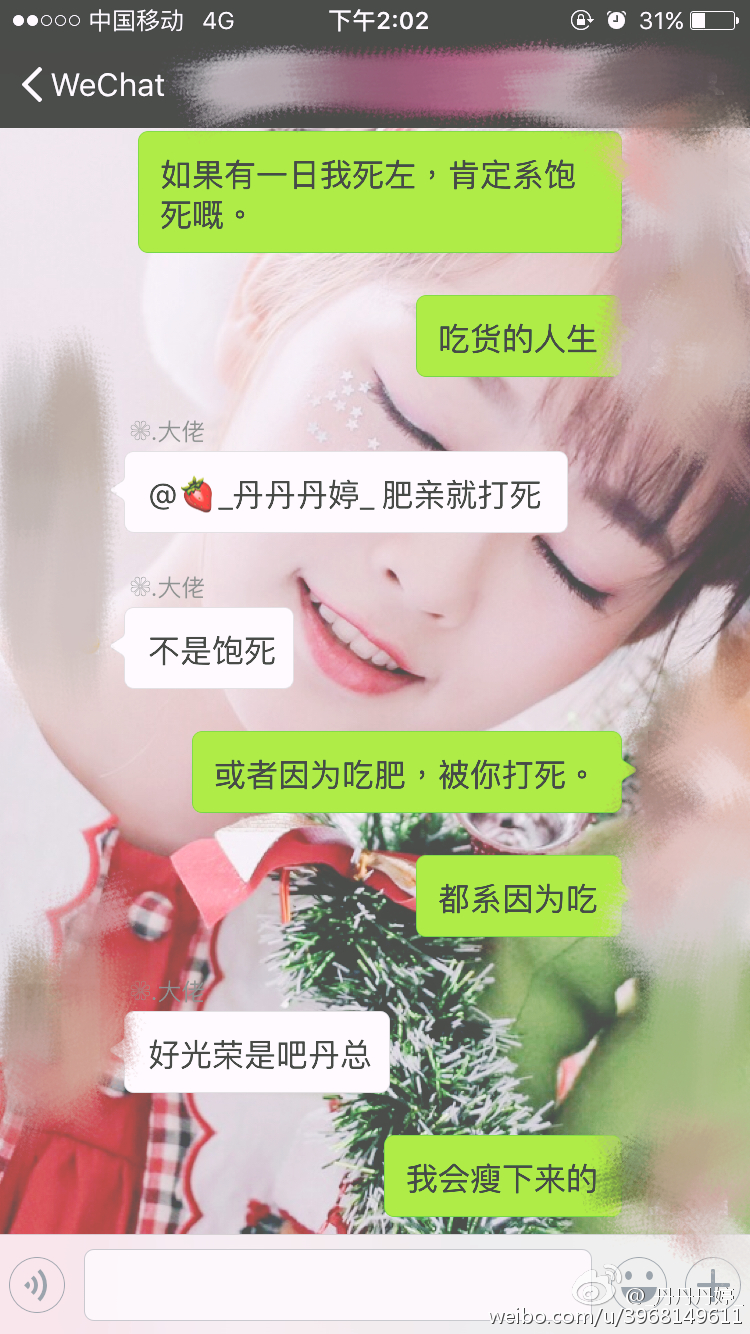 中国移动 4G 下午2:02 31%
WeChat
如果有一日我死左，肯定系饱
死嘅。
吃货的人生
.大佬
@🍓_丹丹丹婷_ 肥亲就打死
.大佬
不是饱死
或者因为吃肥，被你打死。
都系因为吃
.大佬
好光荣是吧丹总
我会瘦下来的
@_丹丹丹婷_
weibo.com/u/3968149611